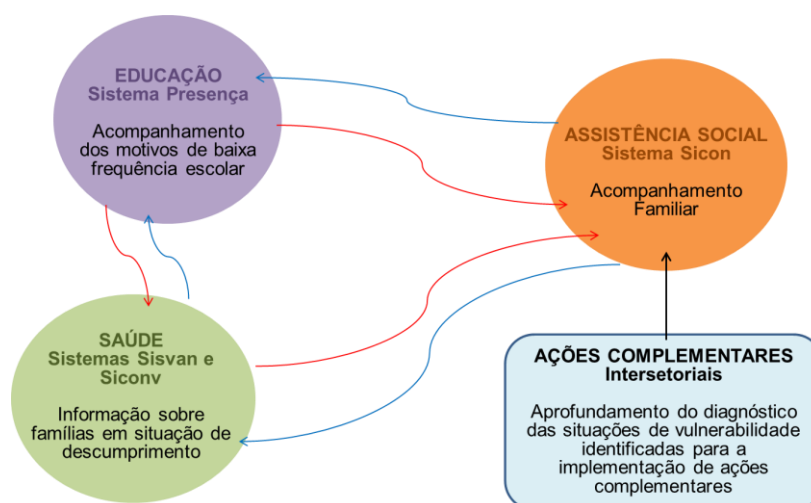 EDUCAÇÃO
Sistema Presença
Acompanhamento
dos motivos de baixa
frequência escolar
ASSISTÊNCIA SOCIAL
Sistema Sicon
Acompanhamento
Familiar
SAÚDE
Sistemas Sisvan e
Siconv
Informação sobre
famílias em situação de
descumprimento
AÇÕES COMPLEMENTARES
Intersetoriais
Aprofundamento do diagnóstico
das situações de vulnerabilidade
identificadas para a
implementação de ações
complementares